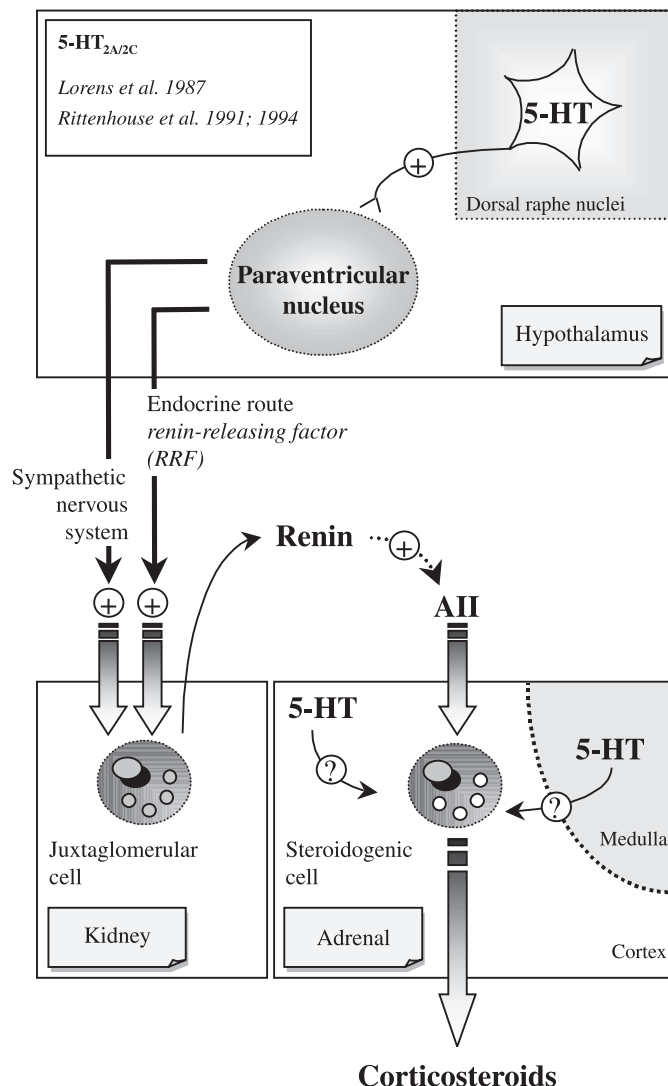 5-HT2A/2C
Lorens et al. 1987
Rittenhouse et al. 1991; 1994
5-HT
Dorsal raphe nuclei
+
Paraventricular
nucleus
Hypothalamus
Endocrine route
renin-releasing factor
(RRF)
Sympathetic
nervous
system
Renin
+
AII
+
+
5-HT
?
5-HT
?
Medulla
Juxtaglomerular
cell
Steroidogenic
cell
Kidney
Adrenal
Cortex
Corticosteroids